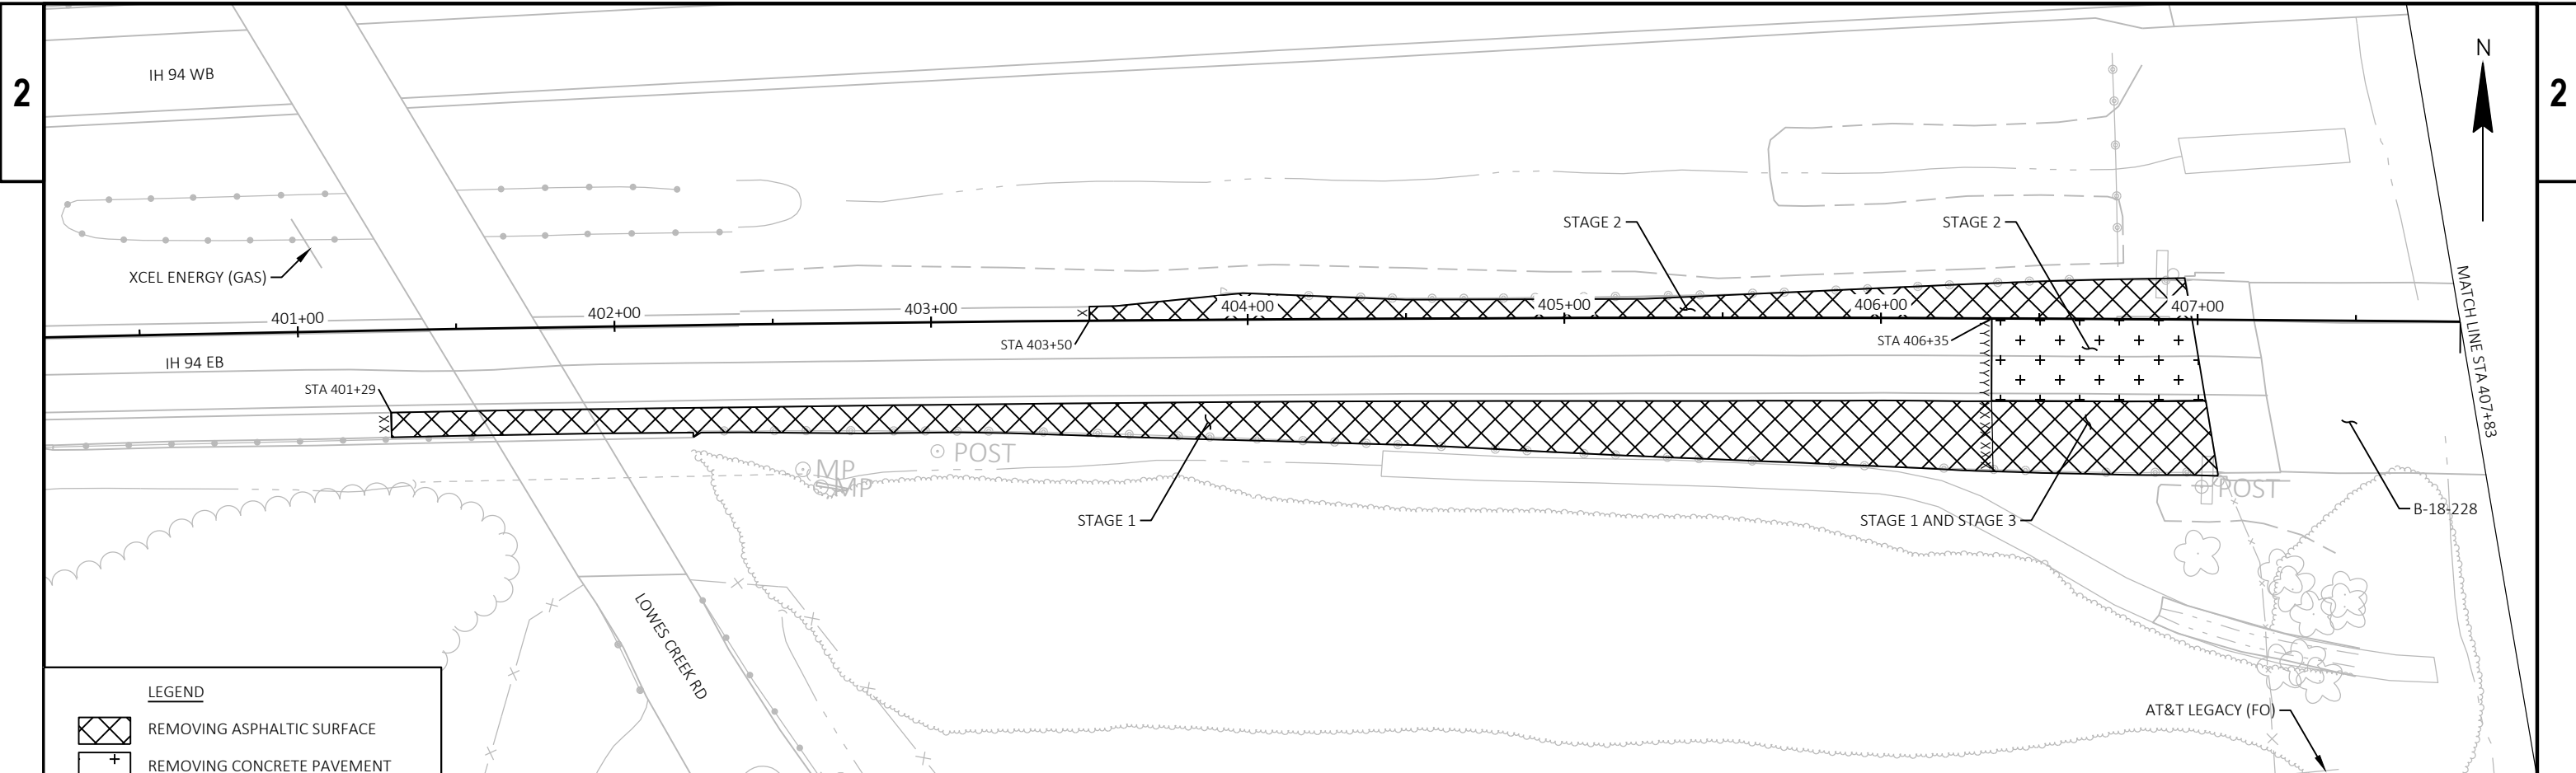 2
2
N
IH 94 WB
STAGE 2
STAGE 2
XCEL ENERGY (GAS)
401+00
402+00
403+00
404+00
405+00
406+00
407+00
MATCH LINE STA 407+83
STA 403+50
STA 406+35
IH 94 EB
STA 401+29
POST
MP
MP
POST
STAGE 1
STAGE 1 AND STAGE 3
B-18-228
LOWES CREEK RD
LEGEND
REMOVING ASPHALTIC SURFACE
REMOVING CONCRETE PAVEMENT
AT&T LEGACY (FO)